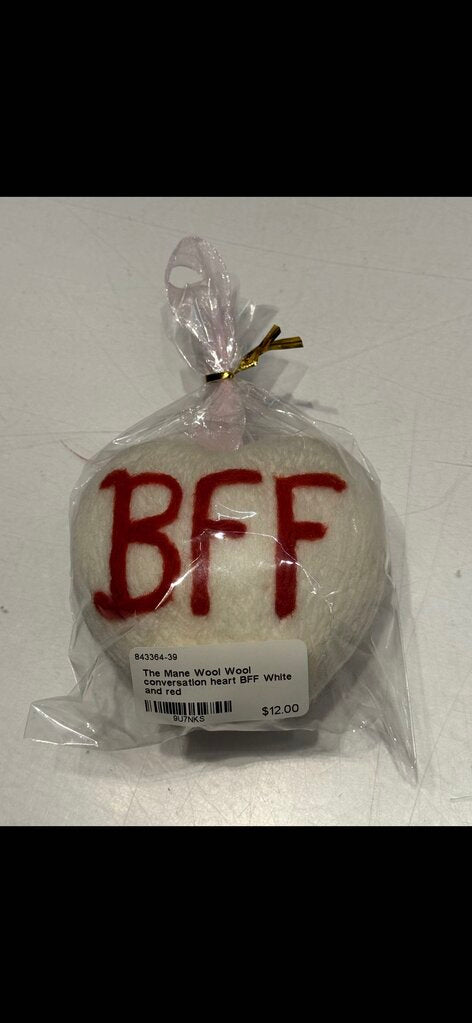 BFF
843364-39
The Mane Wool Wool
conversation heart BFF White
and red
9U7NKS
$12.00